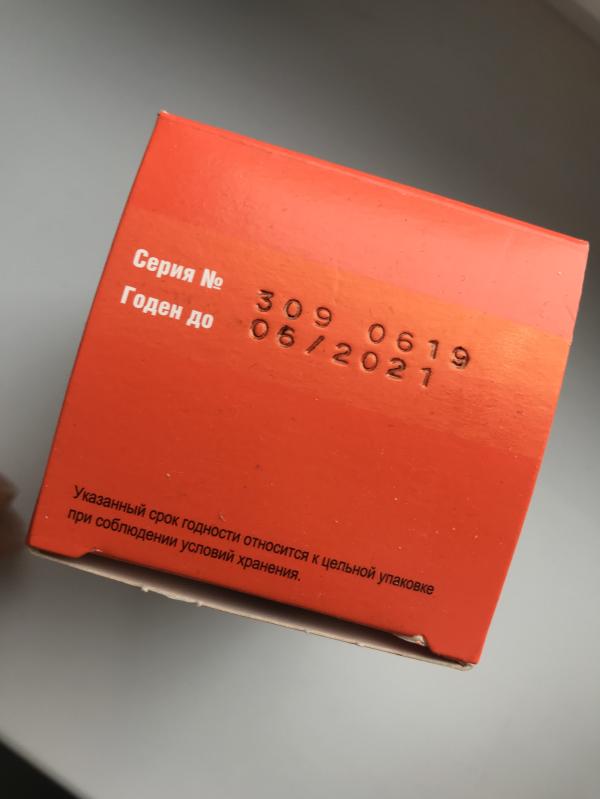 Серия № 309 0619
Годен до 06/2021
Указанный срок годности относится к цельной упаковке
при соблюдении условий хранения.